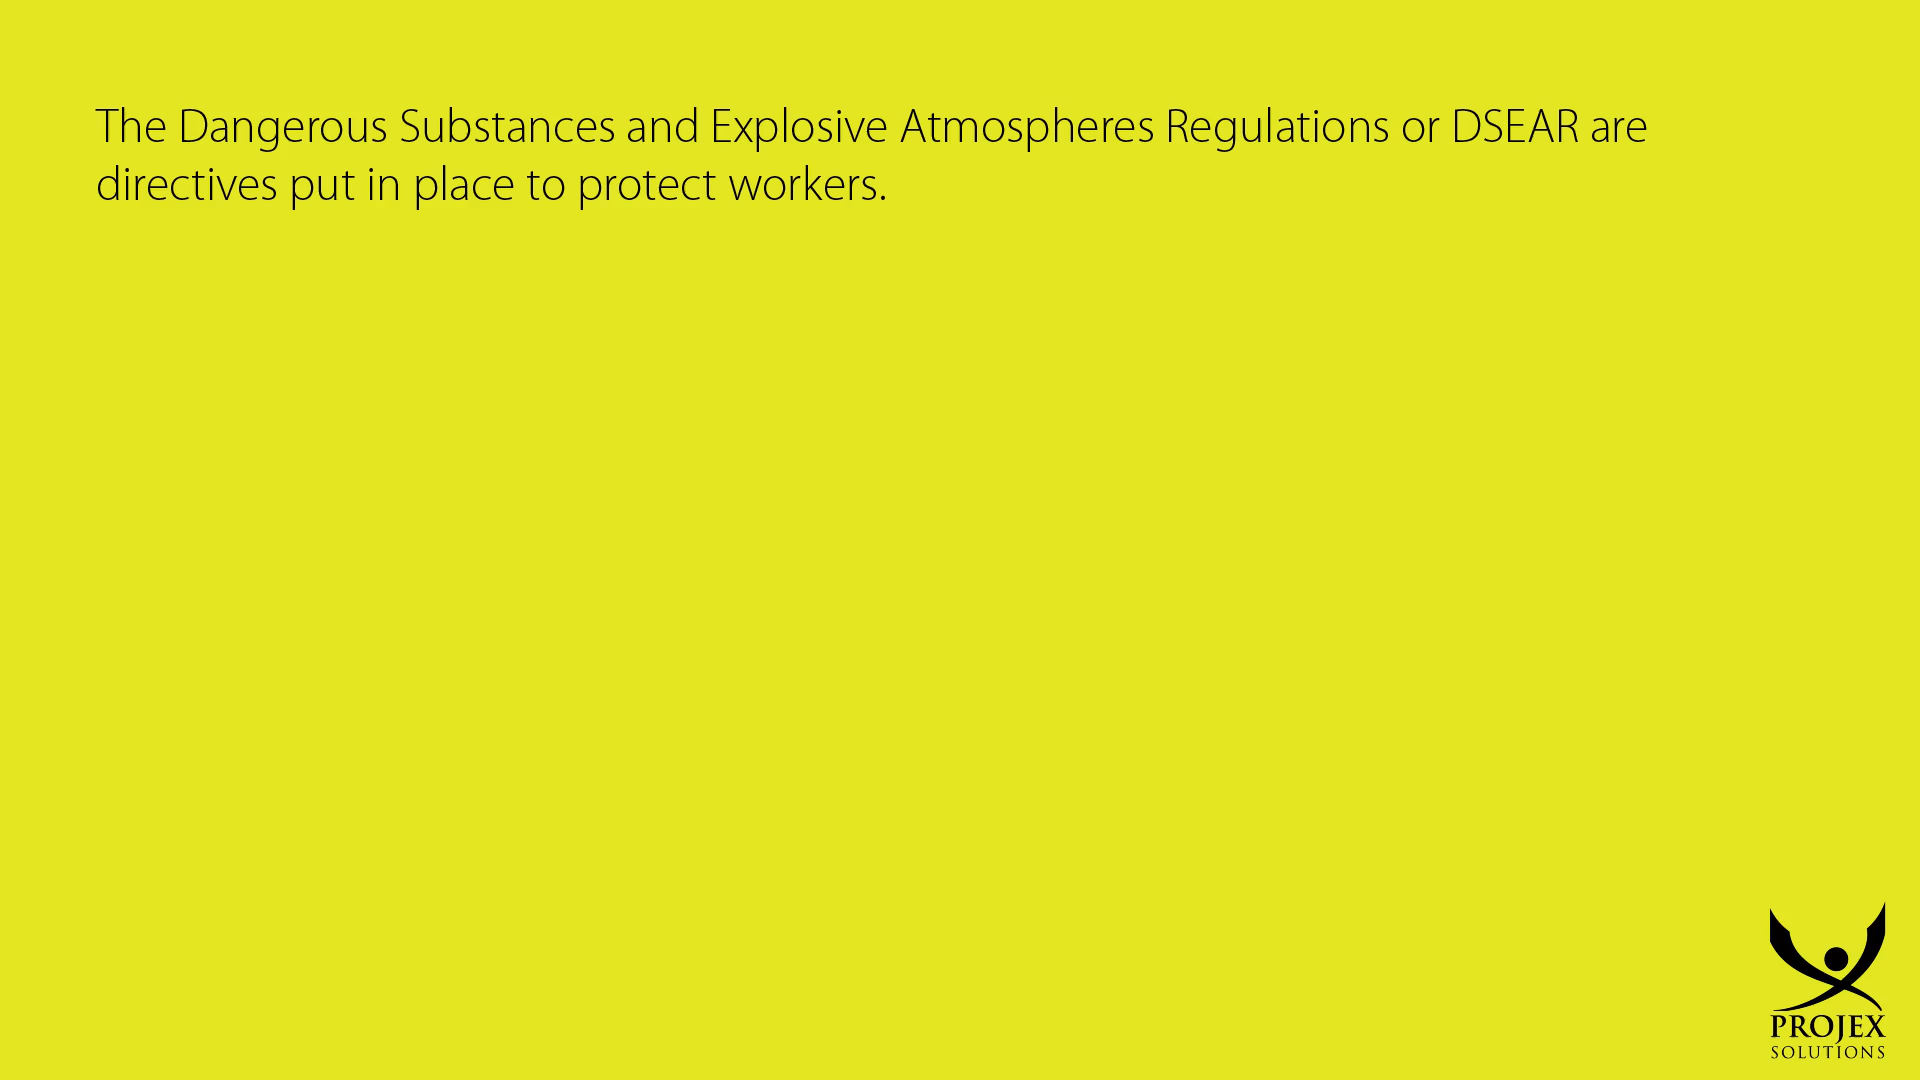 The Dangerous Substances and Explosive Atmospheres Regulations or DSEAR are
directives put in place to protect workers.
PROJEX
SOLUTIONS